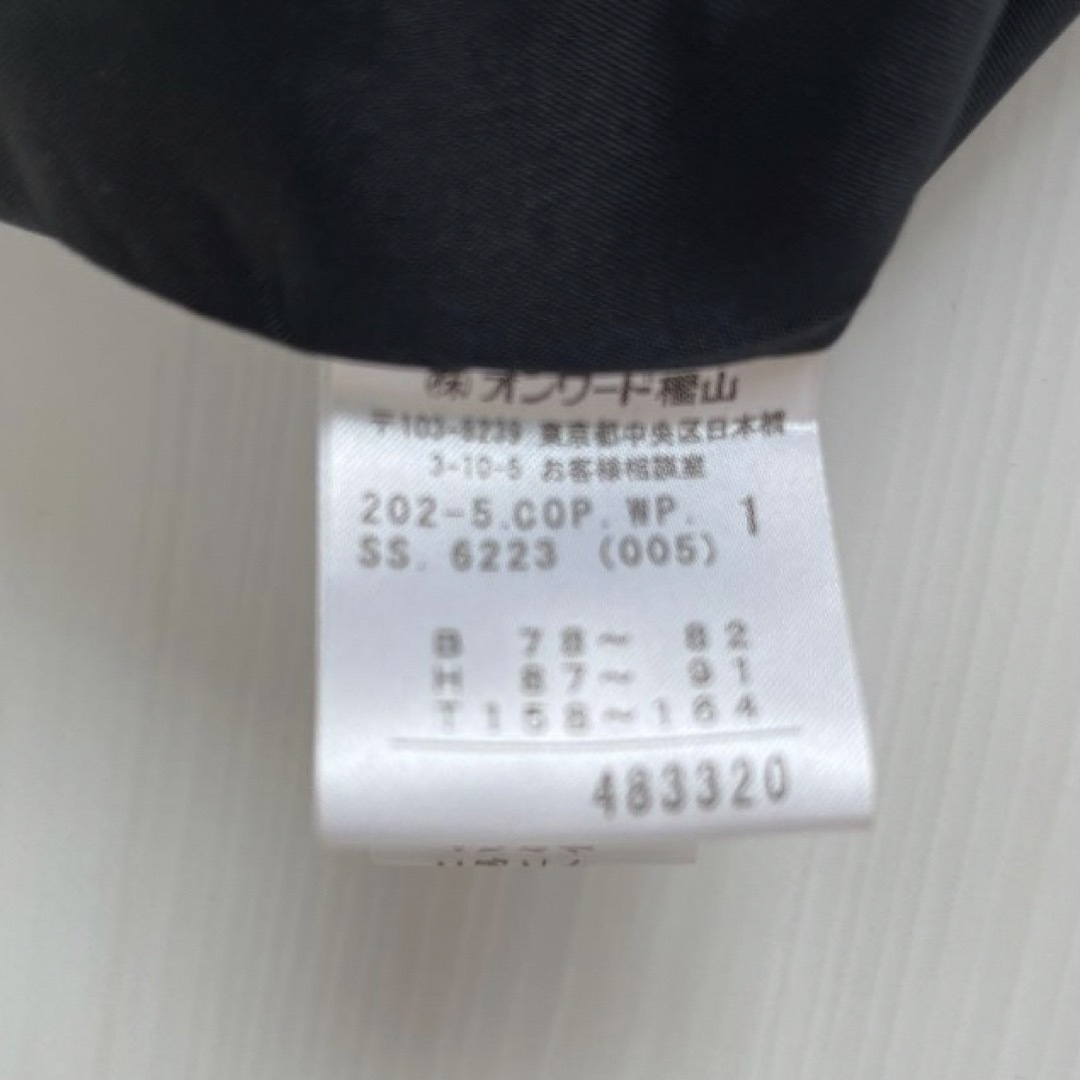 ㈱オンワード樫山
〒103-8239 東京都中央区日本橋
3-10-5 お客様相談室
202-5.COP.WP. 1
SS. 6223 (005)
B 78～ 82
H 87～ 91
T158～164
483320